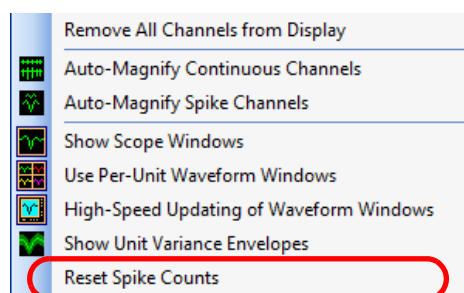 Remove All Channels from Display
Auto-Magnify Continuous Channels
Auto-Magnify Spike Channels
Show Scope Windows
Use Per-Unit Waveform Windows
High-Speed Updating of Waveform Windows
Show Unit Variance Envelopes
Reset Spike Counts